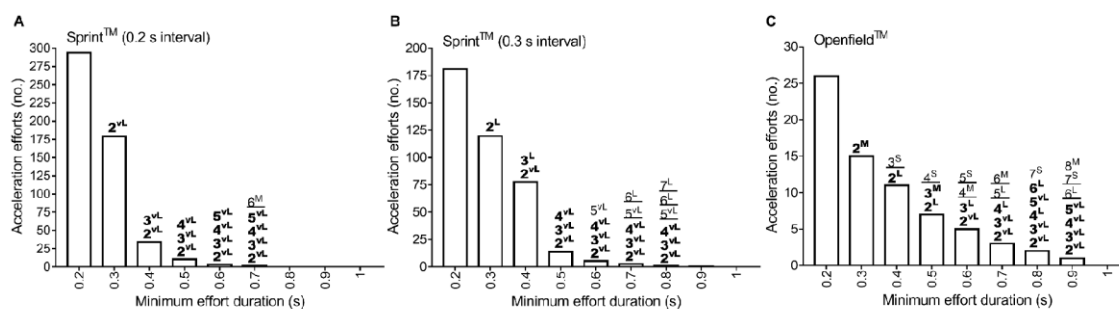 A
Sprint™ (0.2 s interval)
Acceleration efforts (no.)
300
275
250
225
200
175
150
125
100
75
50
25
0
2ᵛᴸ
3ᵛᴸ
2ᵛᴸ
4ᵛᴸ
3ᵛᴸ
2ᵛᴸ
5ᵛᴸ
4ᵛᴸ
3ᵛᴸ
2ᵛᴸ
6ᴹ
5ᵛᴸ
4ᵛᴸ
3ᵛᴸ
2ᵛᴸ
0.2 0.3 0.4 0.5 0.6 0.7 0.8 0.9 1
Minimum effort duration (s)
B
Sprint™ (0.3 s interval)
Acceleration efforts (no.)
200
175
150
125
100
75
50
25
0
2ᴸ
3ᴸ
2ᵛᴸ
4ᵛᴸ
3ᵛᴸ
2ᵛᴸ
5ᵛᴸ
4ᵛᴸ
3ᵛᴸ
2ᵛᴸ
6ᴸ
5ᵛᴸ
4ᵛᴸ
3ᵛᴸ
2ᵛᴸ
7ᴸ
6ᴸ
5ᵛᴸ
4ᵛᴸ
3ᵛᴸ
2ᵛᴸ
0.2 0.3 0.4 0.5 0.6 0.7 0.8 0.9 1
Minimum effort duration (s)
C
Openfield™
Acceleration efforts (no.)
30
25
20
15
10
5
0
2ᴹ
3ˢ
2ᴸ
4ˢ
3ᴹ
2ᴸ
5ˢ
4ᴹ
3ᴸ
2ᵛᴸ
6ᴹ
5ᴸ
4ᴸ
3ᵛᴸ
2ᵛᴸ
7ˢ
6ᴸ
5ᵛᴸ
4ᴸ
3ᵛᴸ
2ᵛᴸ
8ᴹ
7ˢ
6ᴸ
5ᵛᴸ
4ᵛᴸ
3ᵛᴸ
2ᵛᴸ
0.2 0.3 0.4 0.5 0.6 0.7 0.8 0.9 1
Minimum effort duration (s)